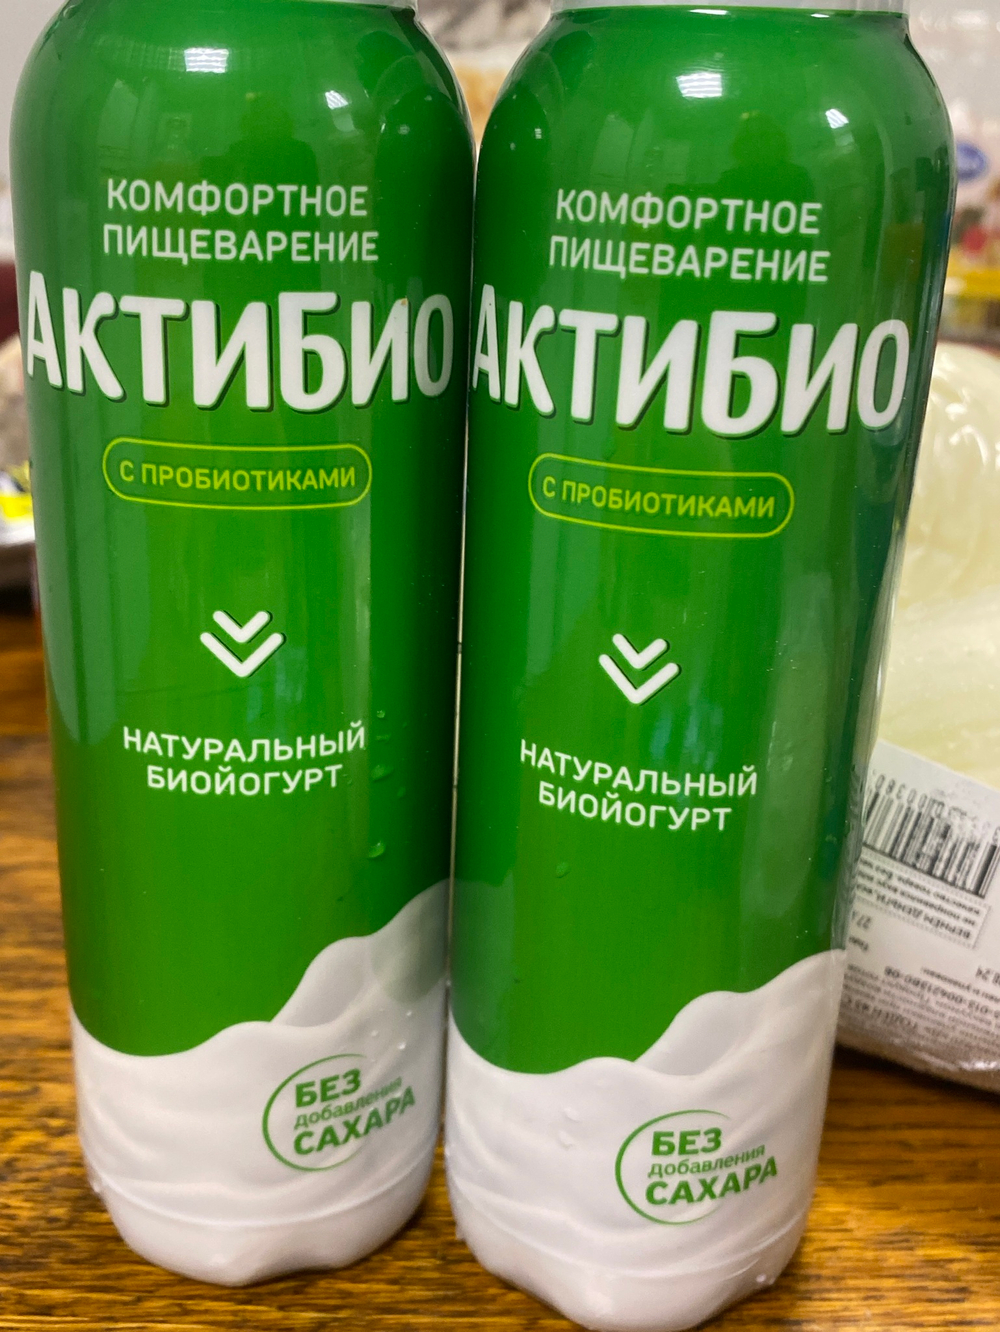 КОМФОРТНОЕ
ПИЩЕВАРЕНИЕ
АКТИБИО
С ПРОБИОТИКАМИ
НАТУРАЛЬНЫЙ
БИОЙОГУРТ
БЕЗ
добавления
САХАРА
КОМФОРТНОЕ
ПИЩЕВАРЕНИЕ
АКТИБИО
С ПРОБИОТИКАМИ
НАТУРАЛЬНЫЙ
БИОЙОГУРТ
БЕЗ
добавления
САХАРА